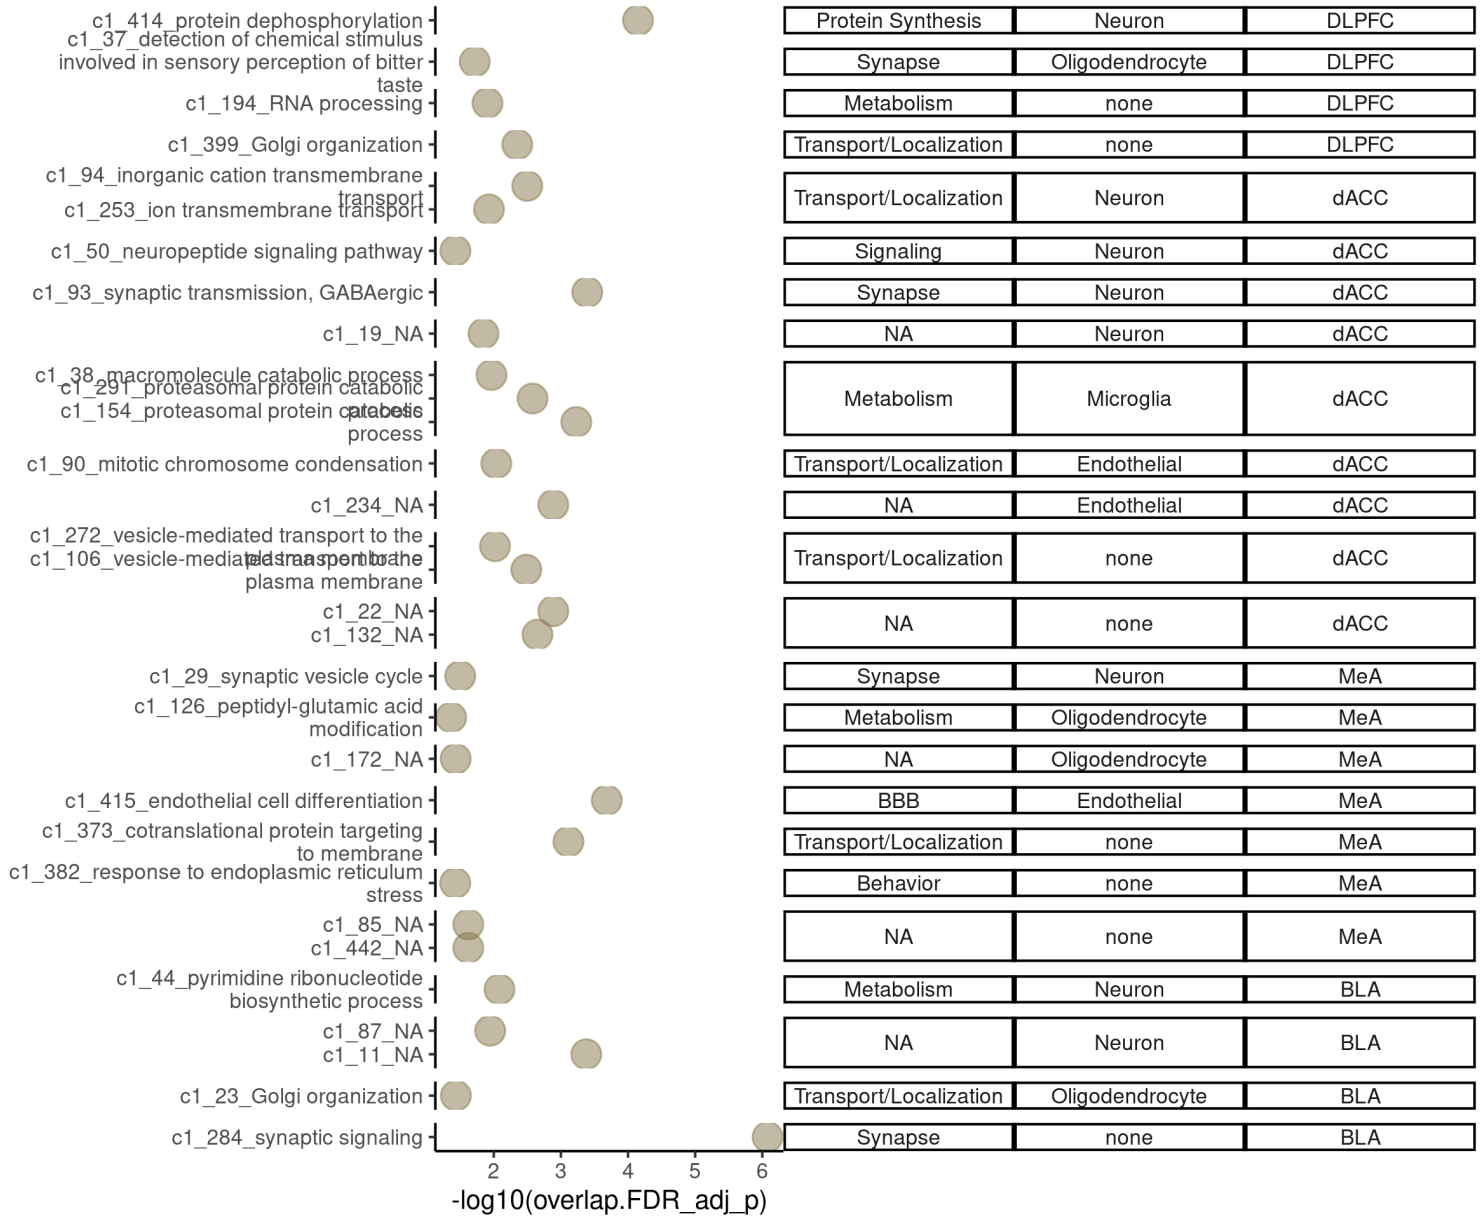 c1_414_protein dephosphorylation
Protein Synthesis Neuron DLPFC
c1_37_detection of chemical stimulus
involved in sensory perception of bitter
taste
Synapse Oligodendrocyte DLPFC
c1_194_RNA processing
Metabolism none DLPFC
c1_399_Golgi organization
Transport/Localization none DLPFC
c1_94_inorganic cation transmembrane
transport
c1_253_ion transmembrane transport
Transport/Localization Neuron dACC
c1_50_neuropeptide signaling pathway
Signaling Neuron dACC
c1_93_synaptic transmission, GABAergic
Synapse Neuron dACC
c1_19_NA
NA Neuron dACC
c1_38_macromolecule catabolic process
c1_291_proteasomal protein catabolic
process
c1_154_proteasomal protein catabolic
process
Metabolism Microglia dACC
c1_90_mitotic chromosome condensation
Transport/Localization Endothelial dACC
c1_234_NA
NA Endothelial dACC
c1_272_vesicle-mediated transport to the
plasma membrane
c1_106_vesicle-mediated transport to the
plasma membrane
Transport/Localization none dACC
c1_22_NA
c1_132_NA
NA none dACC
c1_29_synaptic vesicle cycle
Synapse Neuron MeA
c1_126_peptidyl-glutamic acid
modification
Metabolism Oligodendrocyte MeA
c1_172_NA
NA Oligodendrocyte MeA
c1_415_endothelial cell differentiation
BBB Endothelial MeA
c1_373_cotranslational protein targeting
to membrane
Transport/Localization none MeA
c1_382_response to endoplasmic reticulum
stress
Behavior none MeA
c1_85_NA
c1_442_NA
NA none MeA
c1_44_pyrimidine ribonucleotide
biosynthetic process
Metabolism Neuron BLA
c1_87_NA
c1_11_NA
NA Neuron BLA
c1_23_Golgi organization
Transport/Localization Oligodendrocyte BLA
c1_284_synaptic signaling
Synapse none BLA
2 3 4 5 6
-log10(overlap.FDR_adj_p)